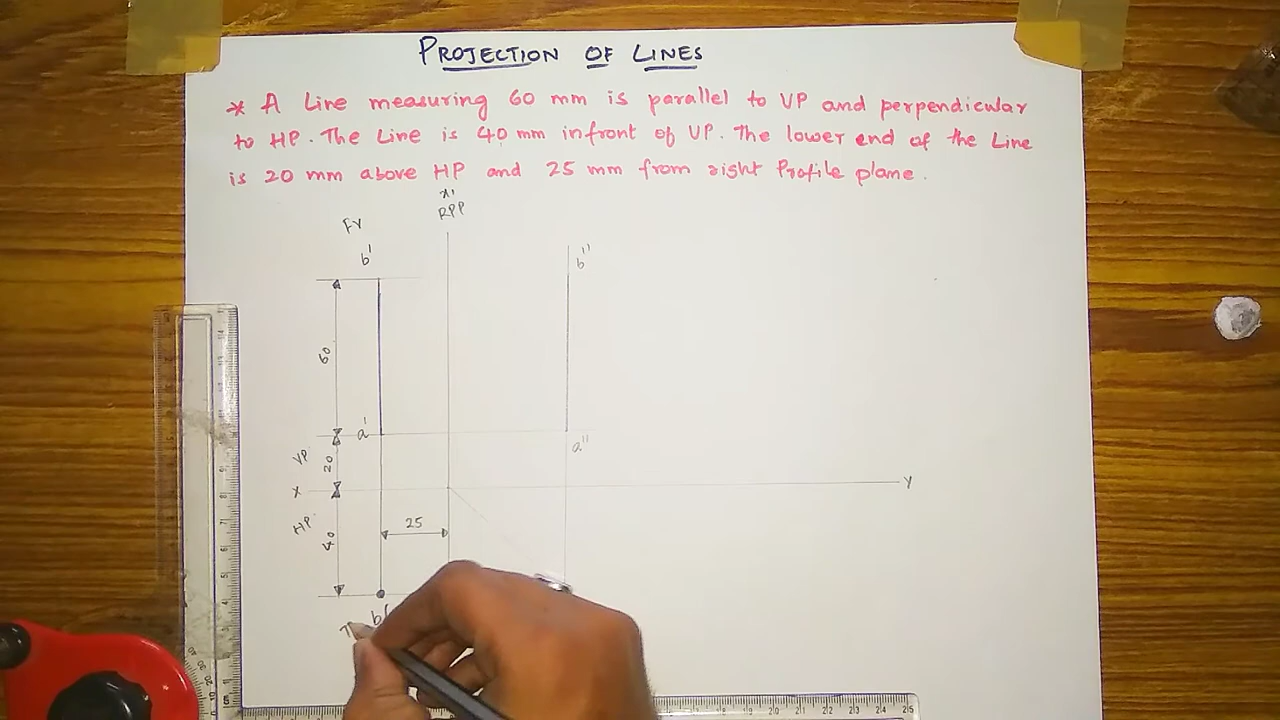 PROJECTION OF LINES
* A Line measuring 60 mm is parallel to VP and perpendicular
to HP. The Line is 40 mm infront of VP. The lower end of the Line
is 20 mm above HP and 25 mm from right Profile plane.
X'
RPP
FV
b'
b''
60
a'
a''
VP
20
X
Y
HP
25
40